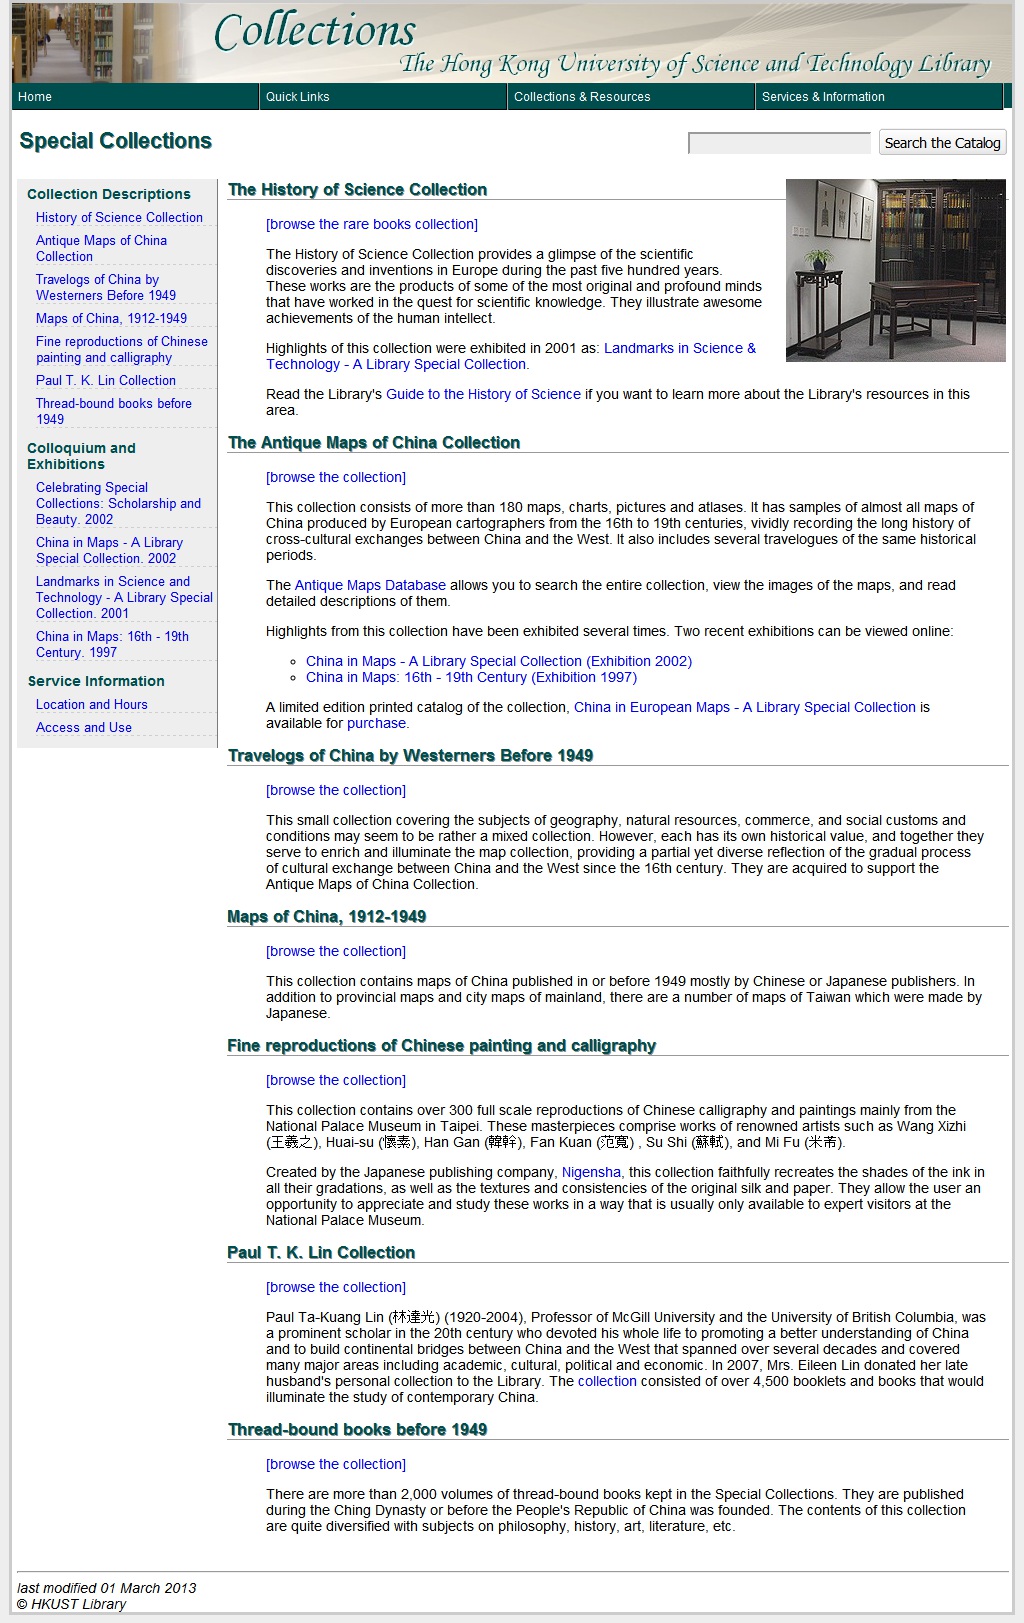 Collections
The Hong Kong University of Science and Technology Library
Home
Quick Links
Collections & Resources
Services & Information
Special Collections
Search the Catalog
Collection Descriptions
History of Science Collection
Antique Maps of China
Collection
Travelogs of China by
Westerners Before 1949
Maps of China, 1912-1949
Fine reproductions of Chinese
painting and calligraphy
Paul T. K. Lin Collection
Thread-bound books before
1949
Colloquium and
Exhibitions
Celebrating Special
Collections: Scholarship and
Beauty. 2002
China in Maps - A Library
Special Collection. 2002
Landmarks in Science and
Technology - A Library Special
Collection. 2001
China in Maps: 16th - 19th
Century. 1997
Service Information
Location and Hours
Access and Use
The History of Science Collection
[browse the rare books collection]
The History of Science Collection provides a glimpse of the scientific
discoveries and inventions in Europe during the past five hundred years.
These works are the products of some of the most original and profound minds
that have worked in the quest for scientific knowledge. They illustrate awesome
achievements of the human intellect.
Highlights of this collection were exhibited in 2001 as: Landmarks in Science &
Technology - A Library Special Collection.
Read the Library's Guide to the History of Science if you want to learn more about the Library's resources in this
area.
The Antique Maps of China Collection
[browse the collection]
This collection consists of more than 180 maps, charts, pictures and atlases. It has samples of almost all maps of
China produced by European cartographers from the 16th to 19th centuries, vividly recording the long history of
cross-cultural exchanges between China and the West. It also includes several travelogues of the same historical
periods.
The Antique Maps Database allows you to search the entire collection, view the images of the maps, and read
detailed descriptions of them.
Highlights from this collection have been exhibited several times. Two recent exhibitions can be viewed online:
China in Maps - A Library Special Collection (Exhibition 2002)
China in Maps: 16th - 19th Century (Exhibition 1997)
A limited edition printed catalog of the collection, China in European Maps - A Library Special Collection is
available for purchase.
Travelogs of China by Westerners Before 1949
[browse the collection]
This small collection covering the subjects of geography, natural resources, commerce, and social customs and
conditions may seem to be rather a mixed collection. However, each has its own historical value, and together they
serve to enrich and illuminate the map collection, providing a partial yet diverse reflection of the gradual process
of cultural exchange between China and the West since the 16th century. They are acquired to support the
Antique Maps of China Collection.
Maps of China, 1912-1949
[browse the collection]
This collection contains maps of China published in or before 1949 mostly by Chinese or Japanese publishers. In
addition to provincial maps and city maps of mainland, there are a number of maps of Taiwan which were made by
Japanese.
Fine reproductions of Chinese painting and calligraphy
[browse the collection]
This collection contains over 300 full scale reproductions of Chinese calligraphy and paintings mainly from the
National Palace Museum in Taipei. These masterpieces comprise works of renowned artists such as Wang Xizhi
(王羲之), Huai-su (懷素), Han Gan (韓幹), Fan Kuan (范寬) , Su Shi (蘇軾), and Mi Fu (米芾).
Created by the Japanese publishing company, Nigensha, this collection faithfully recreates the shades of the ink in
all their gradations, as well as the textures and consistencies of the original silk and paper. They allow the user an
opportunity to appreciate and study these works in a way that is usually only available to expert visitors at the
National Palace Museum.
Paul T. K. Lin Collection
[browse the collection]
Paul Ta-Kuang Lin (林達光) (1920-2004), Professor of McGill University and the University of British Columbia, was
a prominent scholar in the 20th century who devoted his whole life to promoting a better understanding of China
and to build continental bridges between China and the West that spanned over several decades and covered
many major areas including academic, cultural, political and economic. In 2007, Mrs. Eileen Lin donated her late
husband's personal collection to the Library. The collection consisted of over 4,500 booklets and books that would
illuminate the study of contemporary China.
Thread-bound books before 1949
[browse the collection]
There are more than 2,000 volumes of thread-bound books kept in the Special Collections. They are published
during the Ching Dynasty or before the People's Republic of China was founded. The contents of this collection
are quite diversified with subjects on philosophy, history, art, literature, etc.
last modified 01 March 2013
© HKUST Library